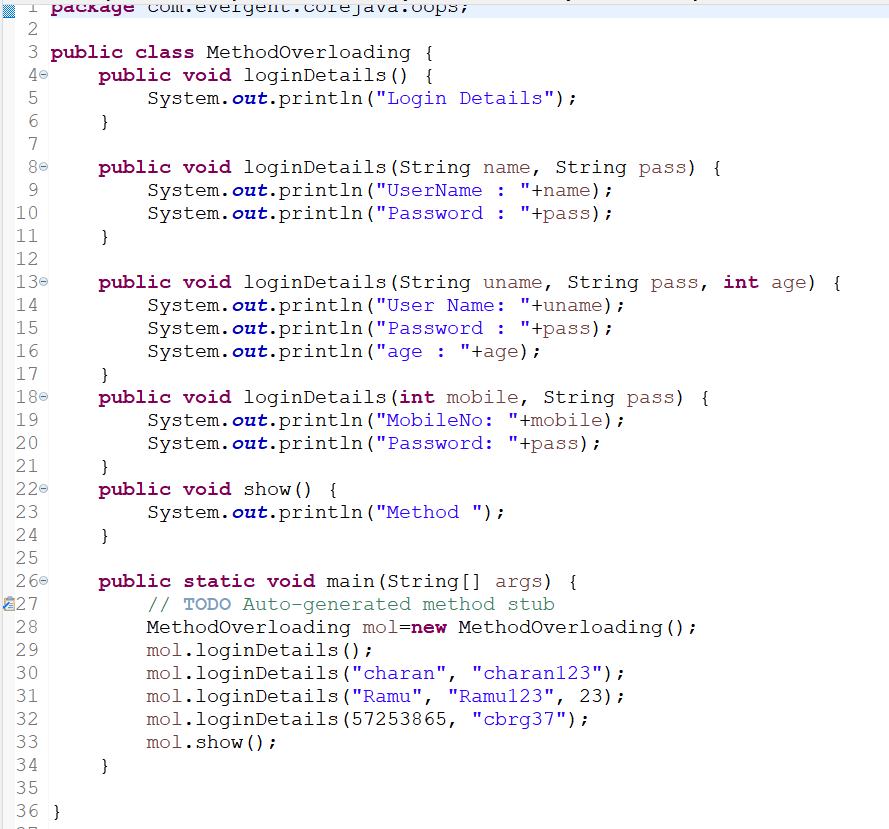 1 package com.evergent.corejava.oops;
2
3 public class MethodOverloading {
4 public void loginDetails() {
5 System.out.println("Login Details");
6 }
7
8 public void loginDetails(String name, String pass) {
9 System.out.println("UserName : "+name);
10 System.out.println("Password : "+pass);
11 }
12
13 public void loginDetails(String uname, String pass, int age) {
14 System.out.println("User Name: "+uname);
15 System.out.println("Password : "+pass);
16 System.out.println("age : "+age);
17 }
18 public void loginDetails(int mobile, String pass) {
19 System.out.println("MobileNo: "+mobile);
20 System.out.println("Password: "+pass);
21 }
22 public void show() {
23 System.out.println("Method ");
24 }
25
26 public static void main(String[] args) {
27 // TODO Auto-generated method stub
28 MethodOverloading mol=new MethodOverloading();
29 mol.loginDetails();
30 mol.loginDetails("charan", "charan123");
31 mol.loginDetails("Ramu", "Ramu123", 23);
32 mol.loginDetails(57253865, "cbrg37");
33 mol.show();
34 }
35
36 }